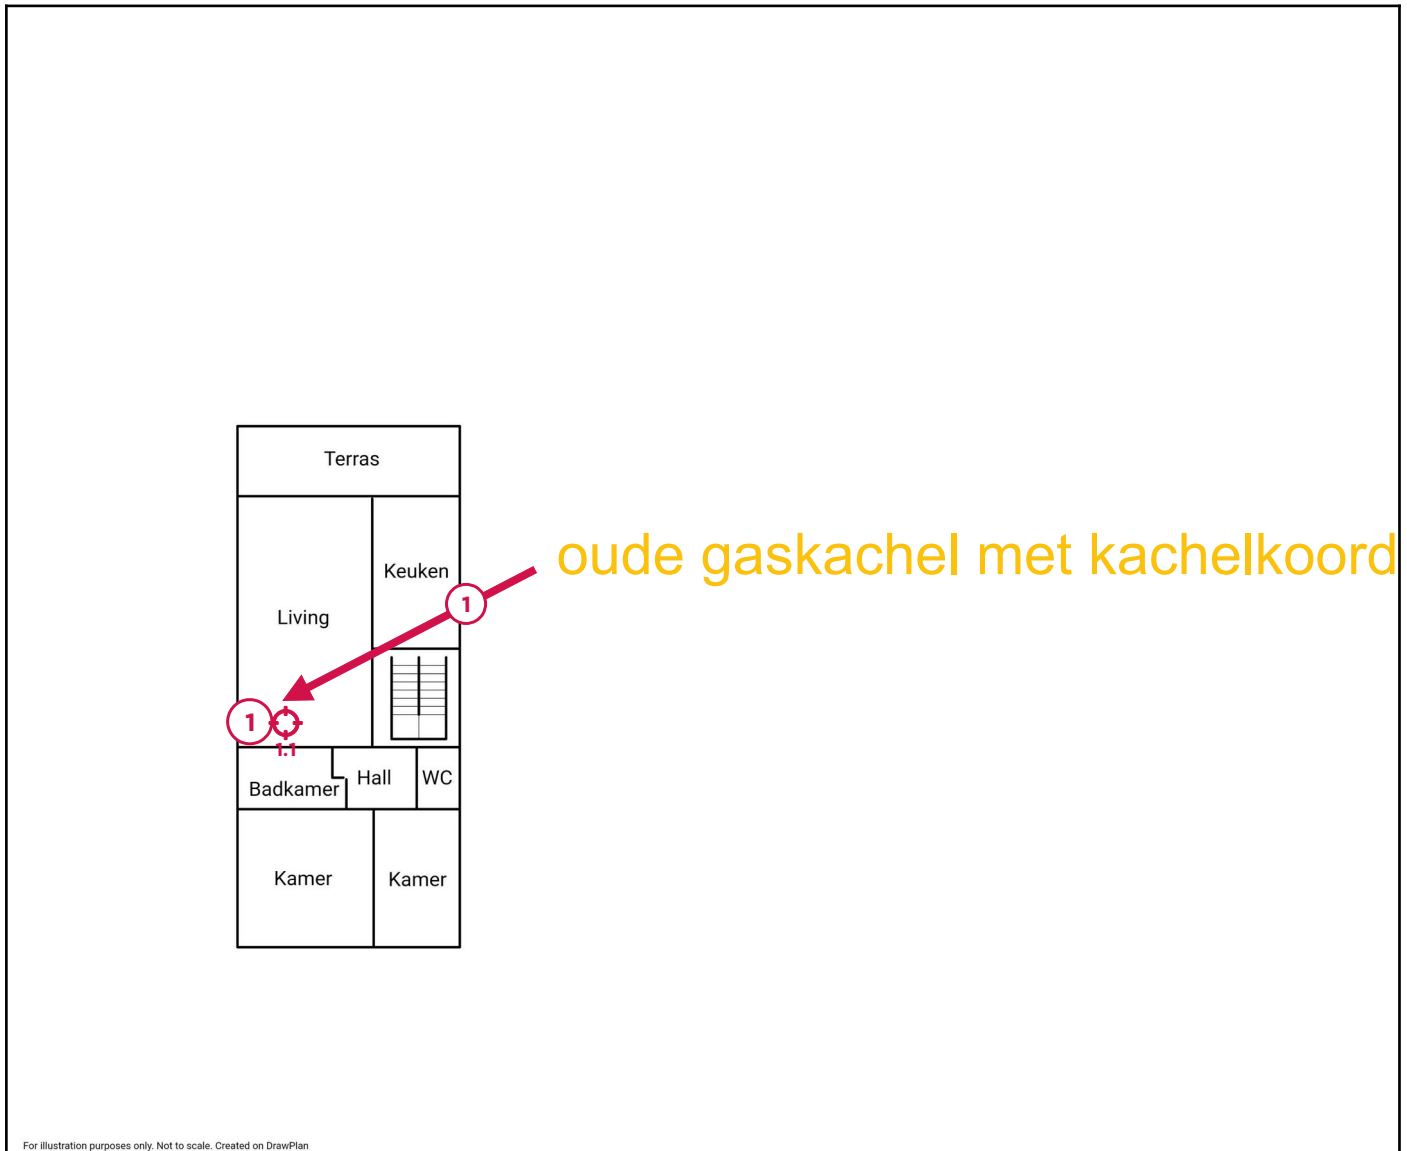 Terras
Keuken
oude gaskachel met kachelkoord
1
Living
1
1.1
Badkamer
Hall
WC
Kamer
Kamer
For illustration purposes only. Not to scale. Created on DrawPlan